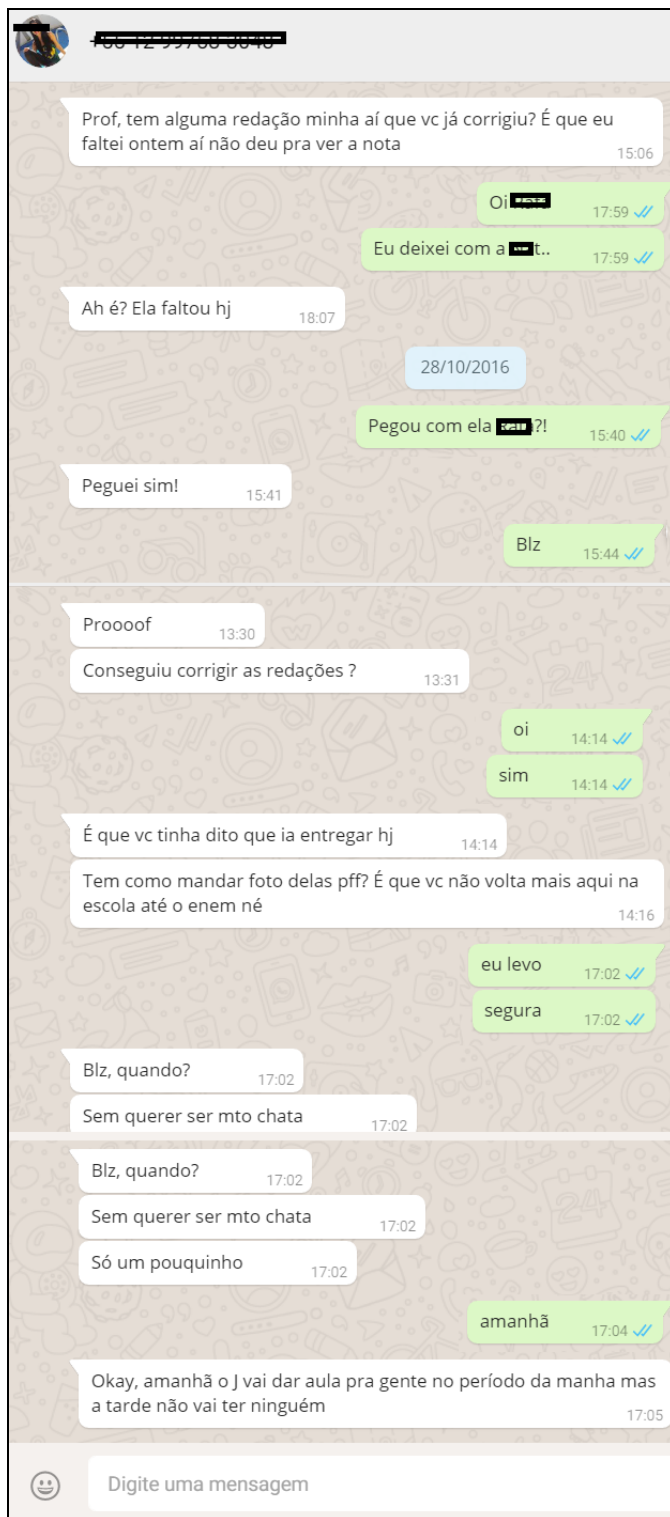 Prof, tem alguma redação minha aí que vc já corrigiu? É que eu
faltei ontem aí não deu pra ver a nota
15:06
Oi
17:59
Eu deixei com a t..
17:59
Ah é? Ela faltou hj
18:07
28/10/2016
Pegou com ela ?!
15:40
Peguei sim!
15:41
Blz
15:44
Proooof
13:30
Conseguiu corrigir as redações ?
13:31
oi
14:14
sim
14:14
É que vc tinha dito que ia entregar hj
14:14
Tem como mandar foto delas pff? É que vc não volta mais aqui na
escola até o enem né
14:16
eu levo
17:02
segura
17:02
Blz, quando?
17:02
Sem querer ser mto chata
17:02
Blz, quando?
17:02
Sem querer ser mto chata
17:02
Só um pouquinho
17:02
amanhã
17:04
Okay, amanhã o J vai dar aula pra gente no período da manha mas
a tarde não vai ter ninguém
17:05
Digite uma mensagem